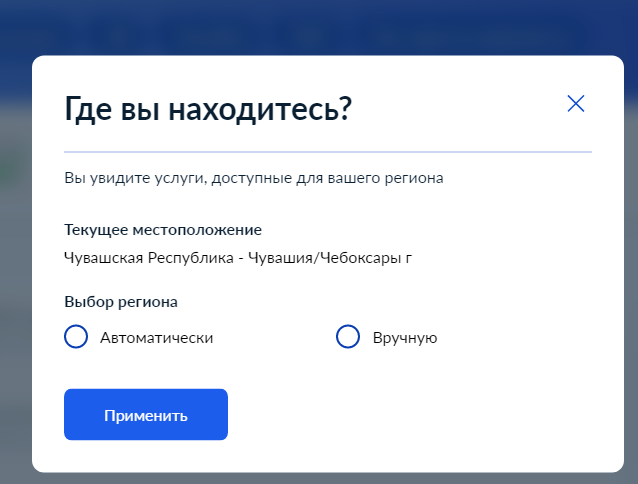 Где вы находитесь?
Вы увидите услуги, доступные для вашего региона
Текущее местоположение
Чувашская Республика - Чувашия/Чебоксары г
Выбор региона
Автоматически
Вручную
Применить